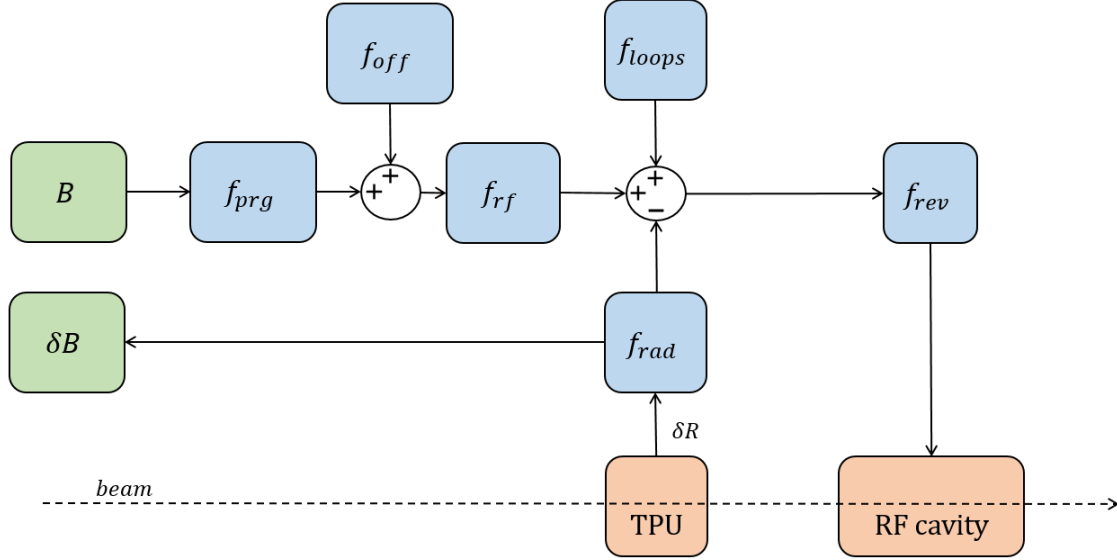 f_off
f_loops
B
f_prg
+
+
f_rf
+
+
−
f_rev
δB
f_rad
δR
beam
TPU
RF cavity